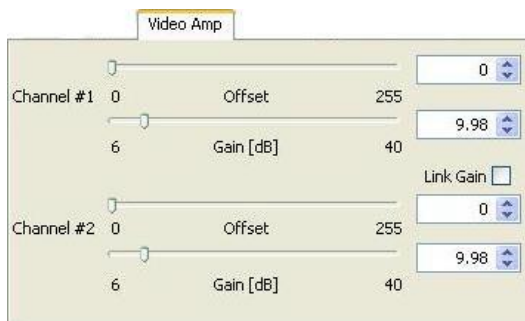 Video Amp
0
Channel #1 0 Offset 255
9.98
6 Gain [dB] 40
Link Gain
0
Channel #2 0 Offset 255
9.98
6 Gain [dB] 40